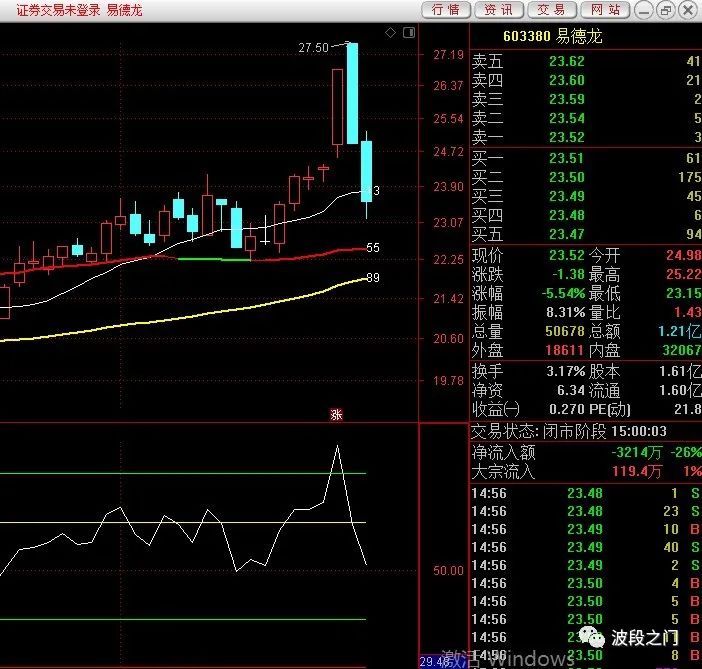 证券交易未登录 易德龙 行情 资讯 交易 网站
603380 易德龙
27.50
27.19
26.37
25.54
24.72
23.90
23.07
22.25
21.42
20.60
19.78
13
55
89
涨
50.00
29.48
卖五 23.62 41
卖四 23.60 21
卖三 23.59 2
卖二 23.54 5
卖一 23.52 3
买一 23.51 61
买二 23.50 175
买三 23.49 45
买四 23.48 6
买五 23.47 94
现价 23.52 今开 24.98
涨跌 -1.38 最高 25.22
涨幅 -5.54% 最低 23.15
振幅 8.31% 量比 1.43
总量 50678 总额 1.21亿
外盘 18611 内盘 32067
换手 3.17% 股本 1.61亿
净资 6.34 流通 1.60亿
收益㈠ 0.270 PE(动) 21.8
交易状态: 闭市阶段 15:00:03
净流入额 -3214万 -26%
大宗流入 119.4万 1%
14:56 23.48 1 S
14:56 23.48 23 S
14:56 23.49 10 B
14:56 23.49 40 S
14:56 23.49 2 S
14:56 23.50 4 B
14:56 23.50 5 B
14:56 23.50 5 B
14:56 23.50 1 B
14:56 23.50 8 B
波段之门
激活 Windows